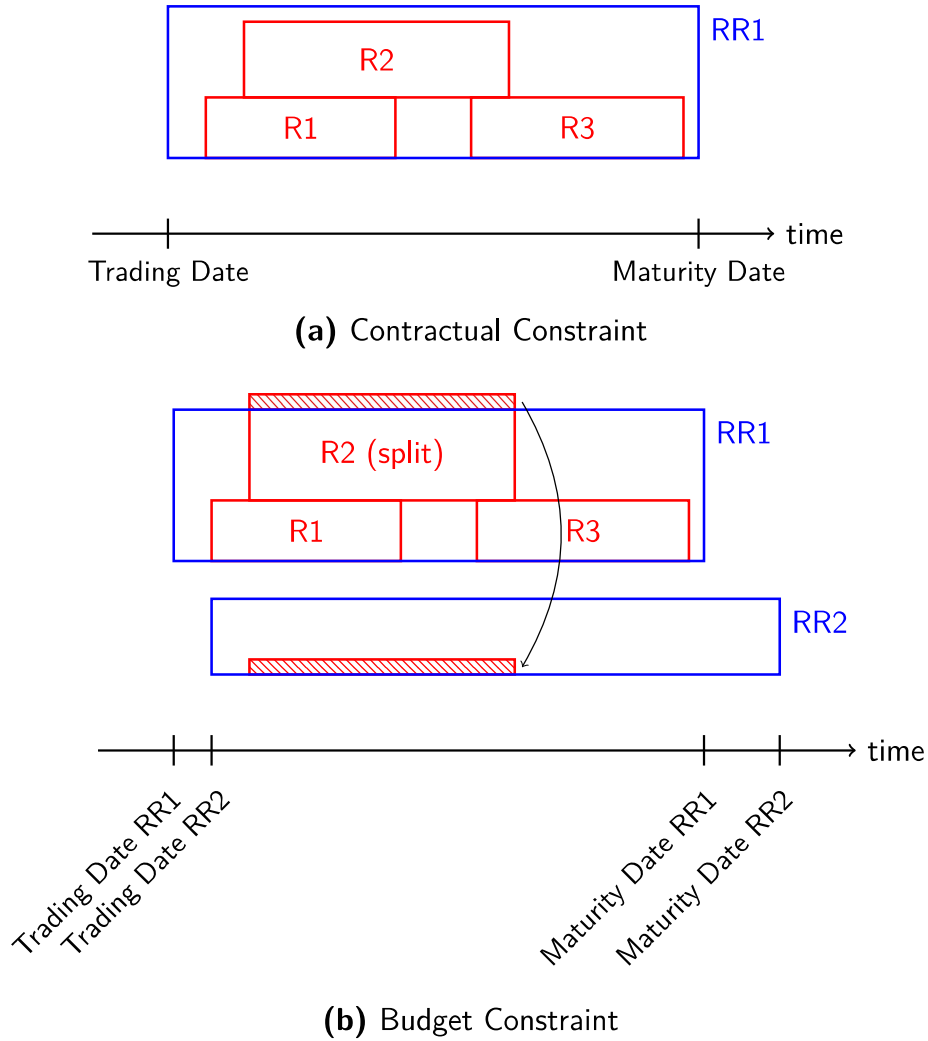 RR1
R2
R1
R3
time
Trading Date
Maturity Date
(a) Contractual Constraint
RR1
R2 (split)
R1
R3
RR2
time
Trading Date RR1
Trading Date RR2
Maturity Date RR1
Maturity Date RR2
(b) Budget Constraint